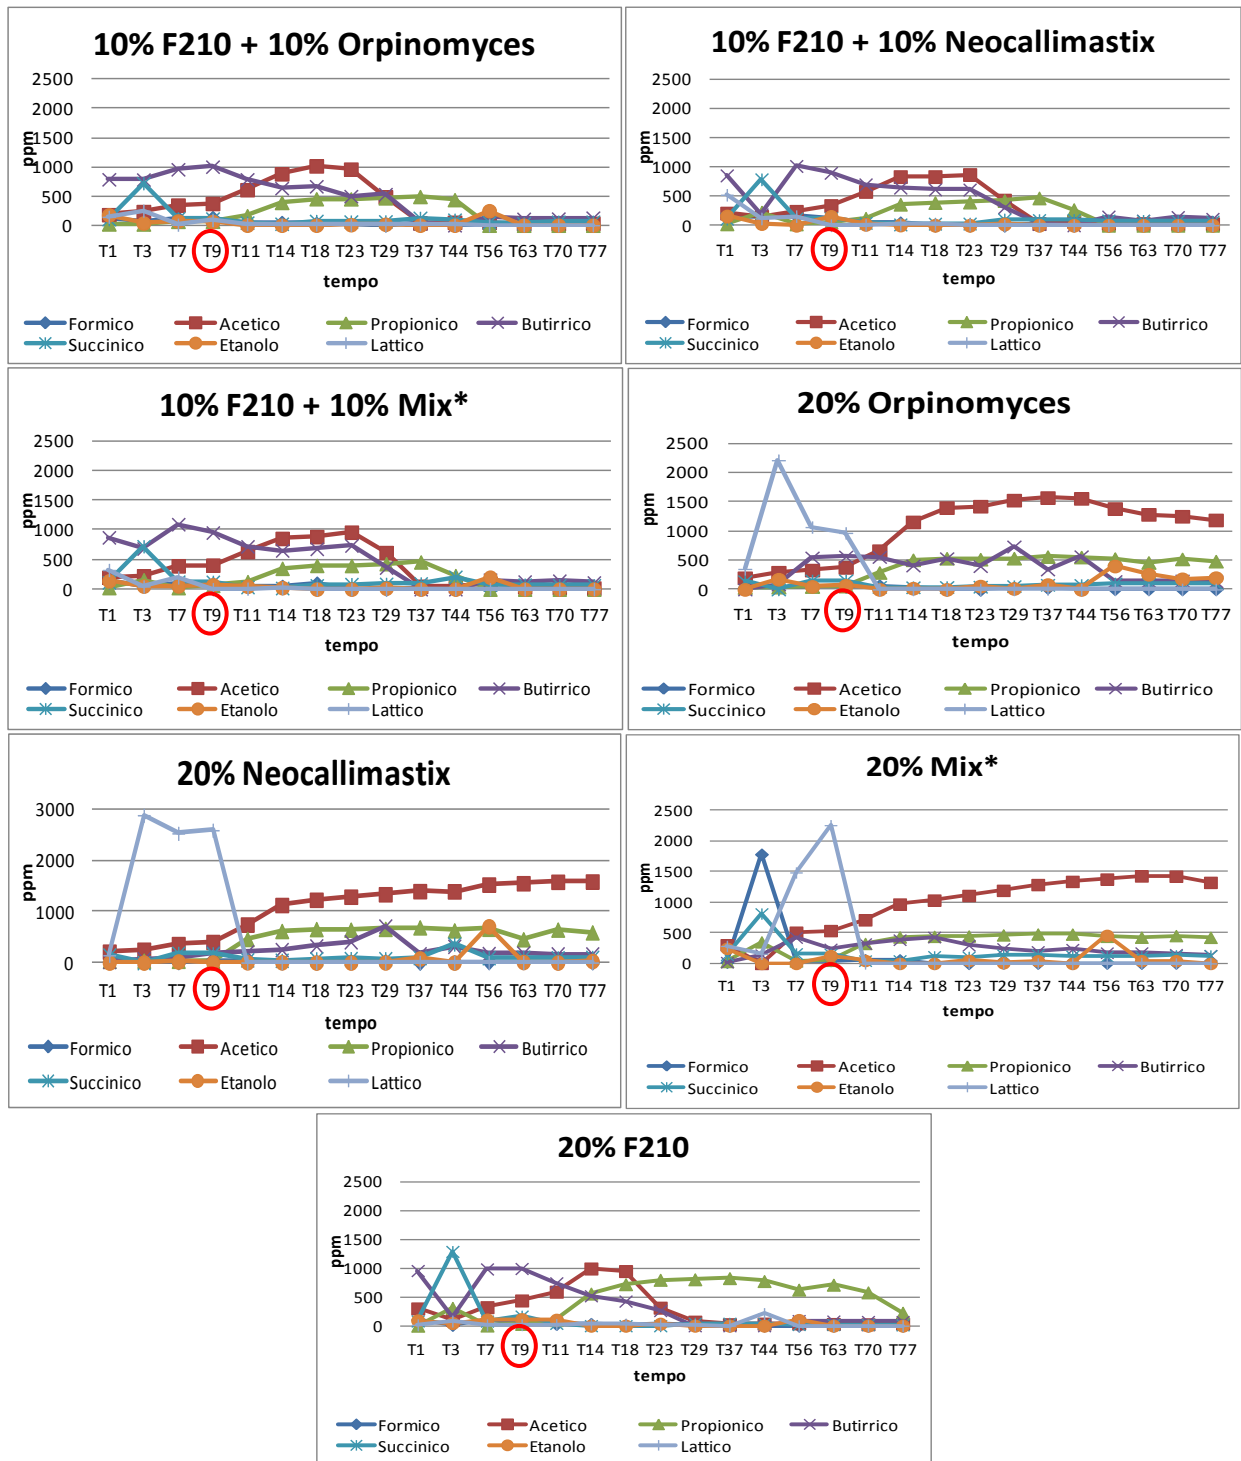 10% F210 + 10% Orpinomyces
2500
2000
1500
1000
500
0
ppm
T1 T3 T7 T9 T11 T14 T18 T23 T29 T37 T44 T56 T63 T70 T77
tempo
Formico Acetico Propionico Butirrico
Succinico Etanolo Lattico
10% F210 + 10% Neocallimastix
2500
2000
1500
1000
500
0
ppm
T1 T3 T7 T9 T11 T14 T18 T23 T29 T37 T44 T56 T63 T70 T77
tempo
Formico Acetico Propionico Butirrico
Succinico Etanolo Lattico
10% F210 + 10% Mix*
2500
2000
1500
1000
500
0
ppm
T1 T3 T7 T9 T11 T14 T18 T23 T29 T37 T44 T56 T63 T70 T77
tempo
Formico Acetico Propionico Butirrico
Succinico Etanolo Lattico
20% Orpinomyces
2500
2000
1500
1000
500
0
ppm
T1 T3 T7 T9 T11 T14 T18 T23 T29 T37 T44 T56 T63 T70 T77
tempo
Formico Acetico Propionico Butirrico
Succinico Etanolo Lattico
20% Neocallimastix
3000
2000
1000
0
ppm
T1 T3 T7 T9 T11 T14 T18 T23 T29 T37 T44 T56 T63 T70 T77
tempo
Formico Acetico Propionico Butirrico
Succinico Etanolo Lattico
20% Mix*
2500
2000
1500
1000
500
0
ppm
T1 T3 T7 T9 T11 T14 T18 T23 T29 T37 T44 T56 T63 T70 T77
tempo
Formico Acetico Propionico Butirrico
Succinico Etanolo Lattico
20% F210
2500
2000
1500
1000
500
0
ppm
T1 T3 T7 T9 T11 T14 T18 T23 T29 T37 T44 T56 T63 T70 T77
tempo
Formico Acetico Propionico Butirrico
Succinico Etanolo Lattico